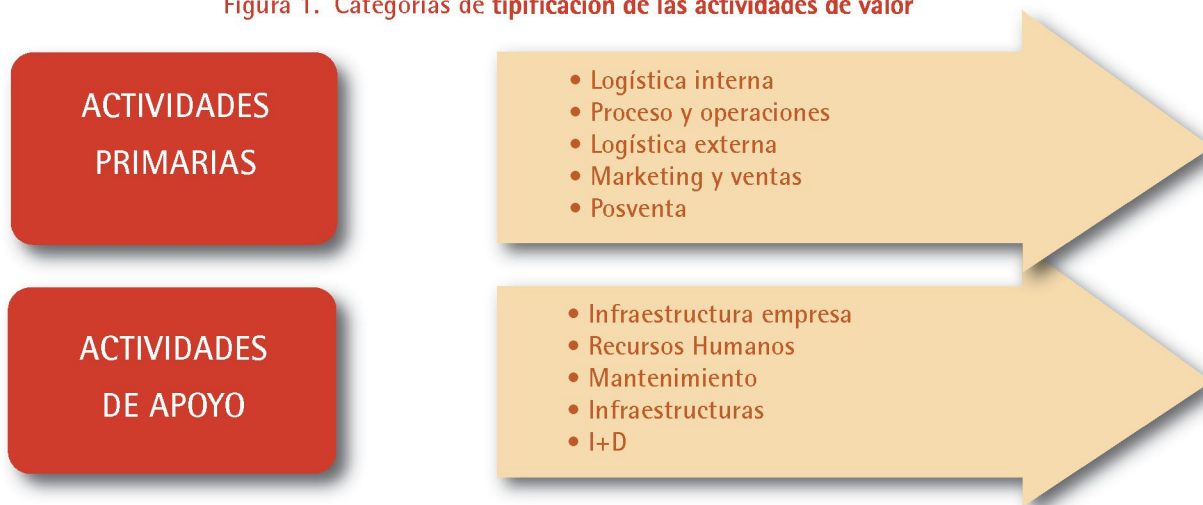 Figura 1. Categorías de tipificación de las actividades de valor
ACTIVIDADES
PRIMARIAS
• Logística interna
• Proceso y operaciones
• Logística externa
• Marketing y ventas
• Posventa
ACTIVIDADES
DE APOYO
• Infraestructura empresa
• Recursos Humanos
• Mantenimiento
• Infraestructuras
• I+D